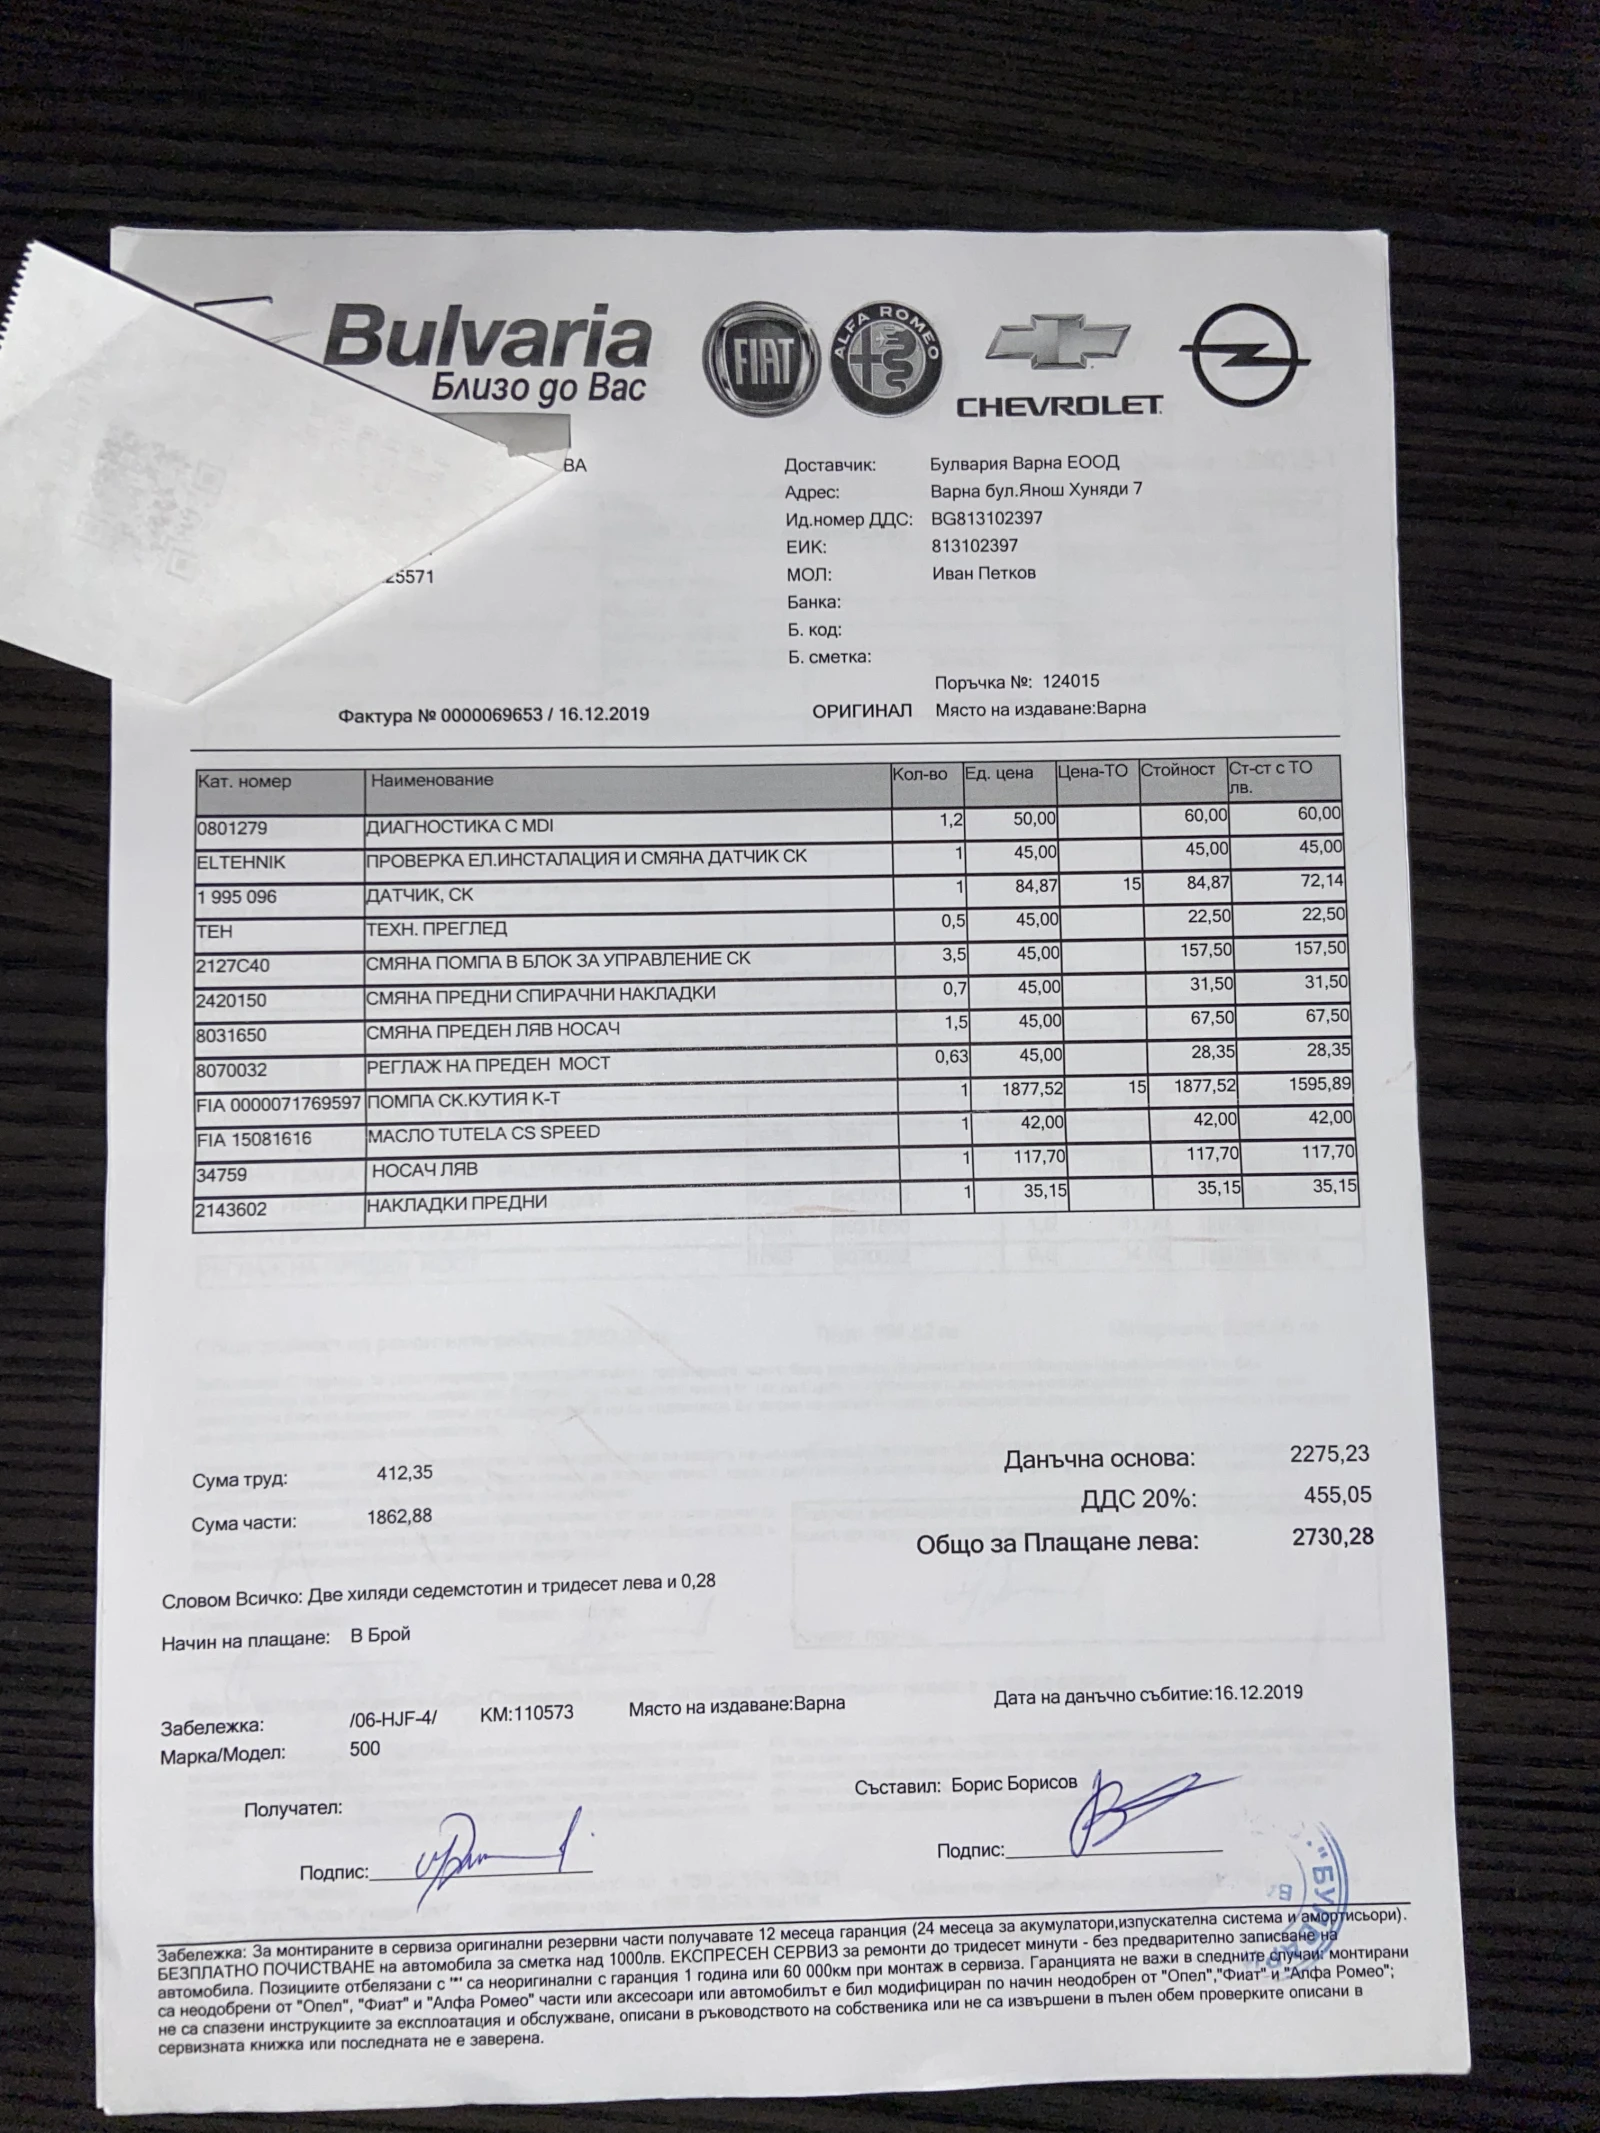 Bulvaria
Близо до Вас
FIAT
ALFA ROMEO
CHEVROLET
ВА
25571
Доставчик: Булвария Варна ЕООД
Адрес: Варна бул.Янош Хуняди 7
Ид.номер ДДС: BG813102397
ЕИК: 813102397
МОЛ: Иван Петков
Банка:
Б. код:
Б. сметка:
Поръчка №: 124015
Фактура № 0000069653 / 16.12.2019 ОРИГИНАЛ Място на издаване:Варна
Кат. номер Наименование Кол-во Ед. цена Цена-ТО Стойност Ст-ст с ТО лв.
0801279 ДИАГНОСТИКА С MDI 1,2 50,00 60,00 60,00
ELTEHNIK ПРОВЕРКА ЕЛ.ИНСТАЛАЦИЯ И СМЯНА ДАТЧИК СК 1 45,00 45,00 45,00
1 995 096 ДАТЧИК, СК 1 84,87 15 84,87 72,14
ТЕН ТЕХН. ПРЕГЛЕД 0,5 45,00 22,50 22,50
2127C40 СМЯНА ПОМПА В БЛОК ЗА УПРАВЛЕНИЕ СК 3,5 45,00 157,50 157,50
2420150 СМЯНА ПРЕДНИ СПИРАЧНИ НАКЛАДКИ 0,7 45,00 31,50 31,50
8031650 СМЯНА ПРЕДЕН ЛЯВ НОСАЧ 1,5 45,00 67,50 67,50
8070032 РЕГЛАЖ НА ПРЕДЕН МОСТ 0,63 45,00 28,35 28,35
FIA 0000071769597 ПОМПА СК.КУТИЯ К-Т 1 1877,52 15 1877,52 1595,89
FIA 15081616 МАСЛО TUTELA CS SPEED 1 42,00 42,00 42,00
34759 НОСАЧ ЛЯВ 1 117,70 117,70 117,70
2143602 НАКЛАДКИ ПРЕДНИ 1 35,15 35,15 35,15
Сума труд: 412,35
Сума части: 1862,88
Данъчна основа: 2275,23
ДДС 20%: 455,05
Общо за Плащане лева: 2730,28
Словом Всичко: Две хиляди седемстотин и тридесет лева и 0,28
Начин на плащане: В Брой
Забележка: /06-HJF-4/ KM:110573 Място на издаване:Варна Дата на данъчно събитие:16.12.2019
Марка/Модел: 500
Получател:
Съставил: Борис Борисов
Подпис:
Подпис:
Забележка: За монтираните в сервиза оригинални резервни части получавате 12 месеца гаранция (24 месеца за акумулатори,изпускателна система и амортисьори).
БЕЗПЛАТНО ПОЧИСТВАНЕ на автомобила за сметка над 1000лв. ЕКСПРЕСЕН СЕРВИЗ за ремонти до тридесет минути - без предварително записване на
автомобила. Позициите отбелязани с "*" са неоригинални с гаранция 1 година или 60 000км при монтаж в сервиза. Гаранцията не важи в следните случаи: монтирани
са неодобрени от "Опел", "Фиат" и "Алфа Ромео" части или аксесоари или автомобилът е бил модифициран по начин неодобрен от "Опел","Фиат" и "Алфа Ромео";
не са спазени инструкциите за експлоатация и обслужване, описани в ръководството на собственика или не са извършени в пълен обем проверките описани в
сервизната книжка или последната не е заверена.